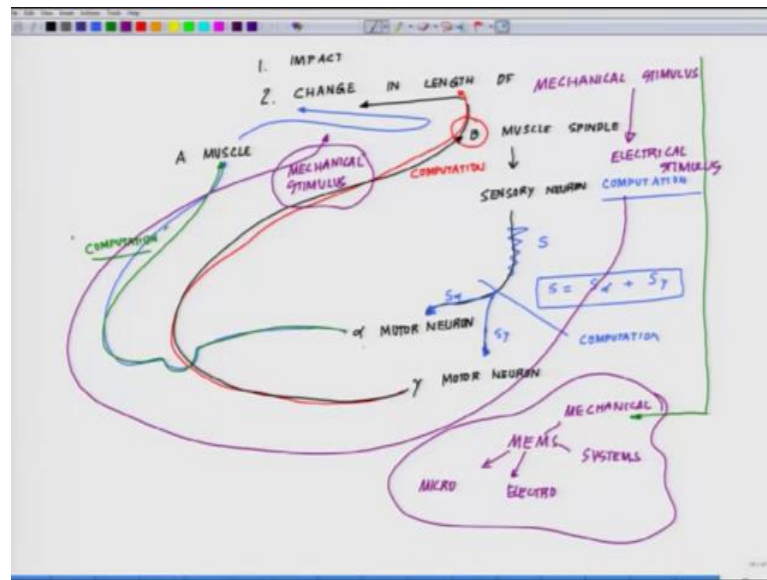 1. IMPACT
2. CHANGE IN LENGTH OF MECHANICAL STIMULUS
B MUSCLE SPINDLE
A MUSCLE
MECHANICAL STIMULUS
COMPUTATION
ELECTRICAL STIMULUS
SENSORY NEURON
COMPUTATION
COMPUTATION
S
S = Sα + Sγ
Sα
α MOTOR NEURON
Sγ
COMPUTATION
γ MOTOR NEURON
MECHANICAL
MEMS
SYSTEMS
MICRO
ELECTRO